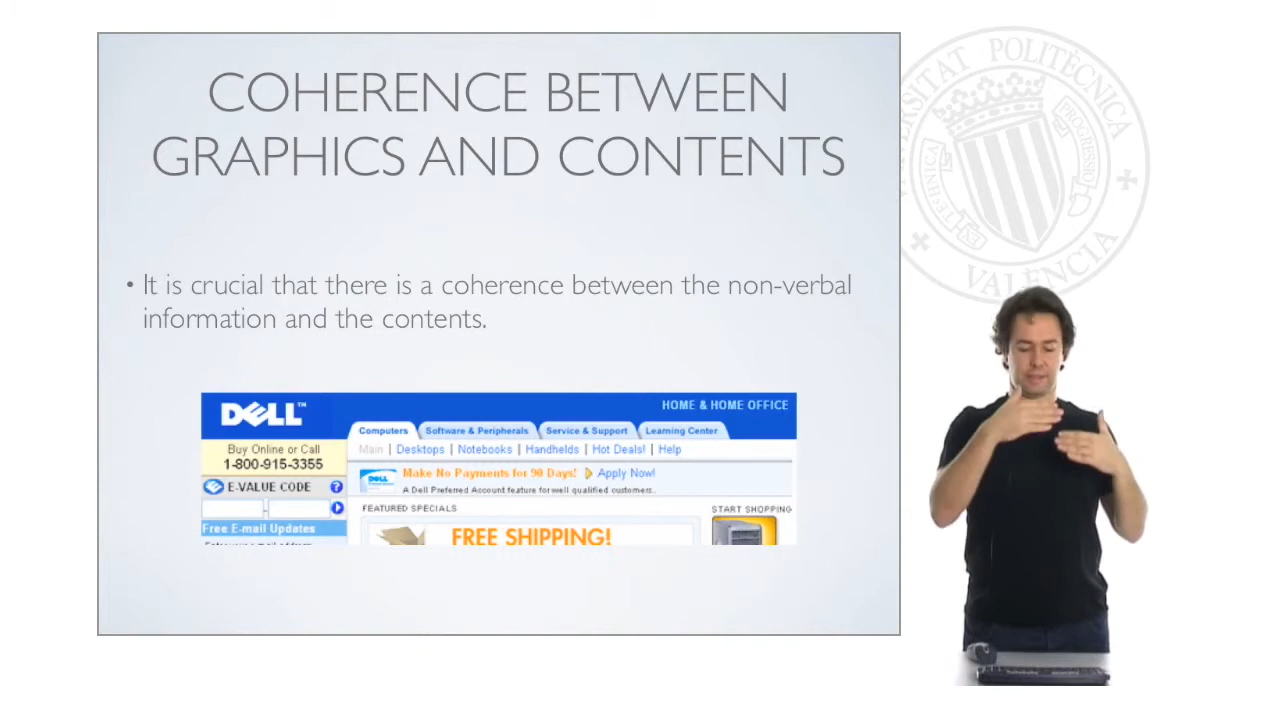 COHERENCE BETWEEN
GRAPHICS AND CONTENTS
• It is crucial that there is a coherence between the non-verbal
information and the contents.
DELL™
HOME & HOME OFFICE
Computers
Software & Peripherals
Service & Support
Learning Center
Buy Online or Call
1-800-915-3355
Main | Desktops | Notebooks | Handhelds | Hot Deals! | Help
DELL
Make No Payments for 90 Days! Apply Now!
A Dell Preferred Account feature for well qualified customers.
E-VALUE CODE ?
-
FEATURED SPECIALS
START SHOPPING
Free E-mail Updates
FREE SHIPPING!
UNIVERSITAT POLITÈCNICA
VALÈNCIA
EX TECHNICA
PROGRESSIO